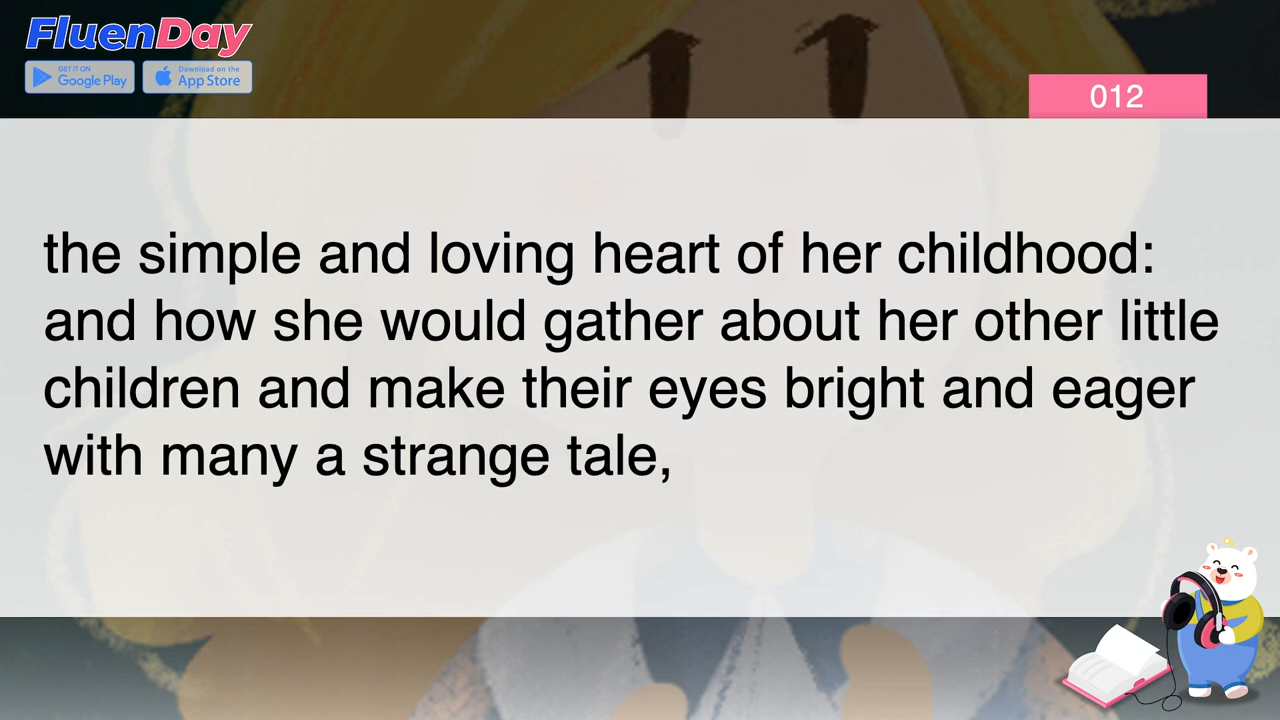 FluenDay
GET IT ON
Google Play
Download on the
App Store
012
the simple and loving heart of her childhood:
and how she would gather about her other little
children and make their eyes bright and eager
with many a strange tale,